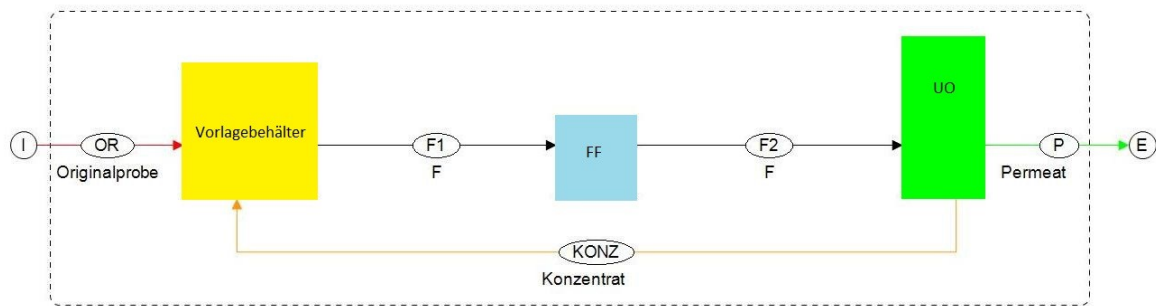 UO
Vorlagebehälter
I
OR
F1
FF
F2
P
E
Originalprobe
F
F
Permeat
KONZ
Konzentrat